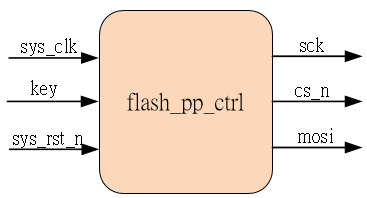 sys_clk
key
sys_rst_n
flash_pp_ctrl
sck
cs_n
mosi